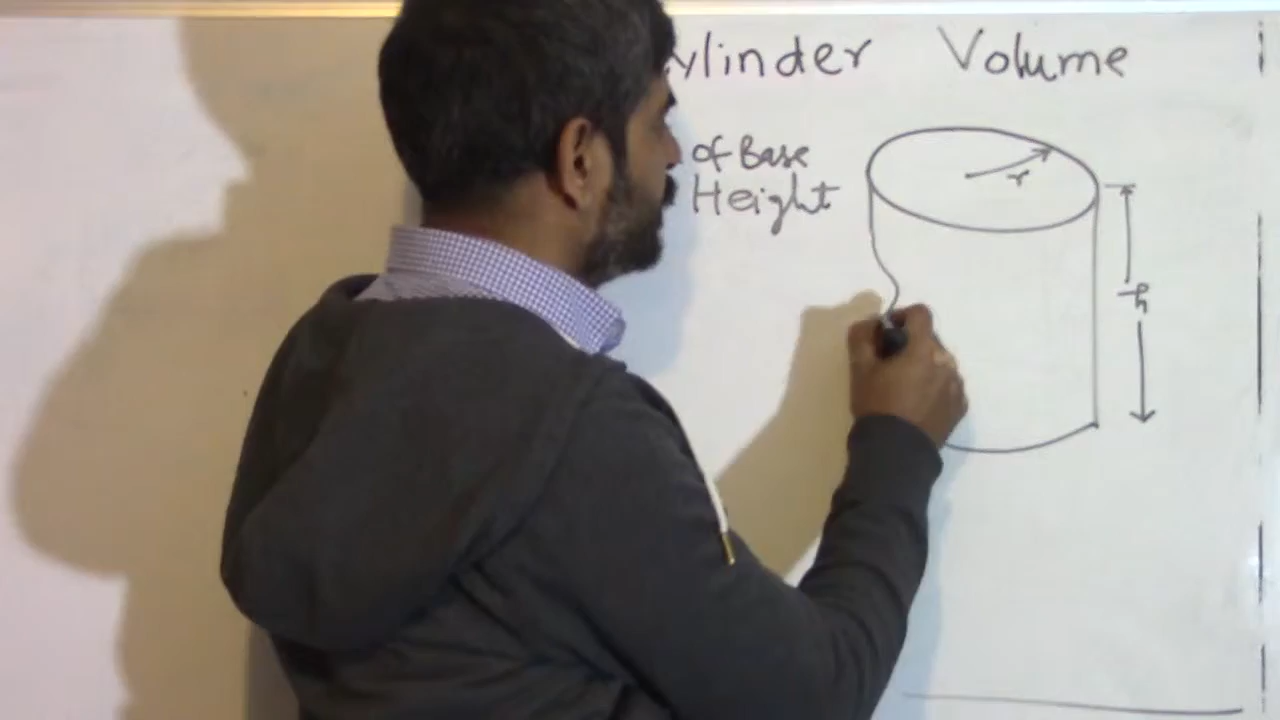 ylinder Volume
of Base
Height
r
h